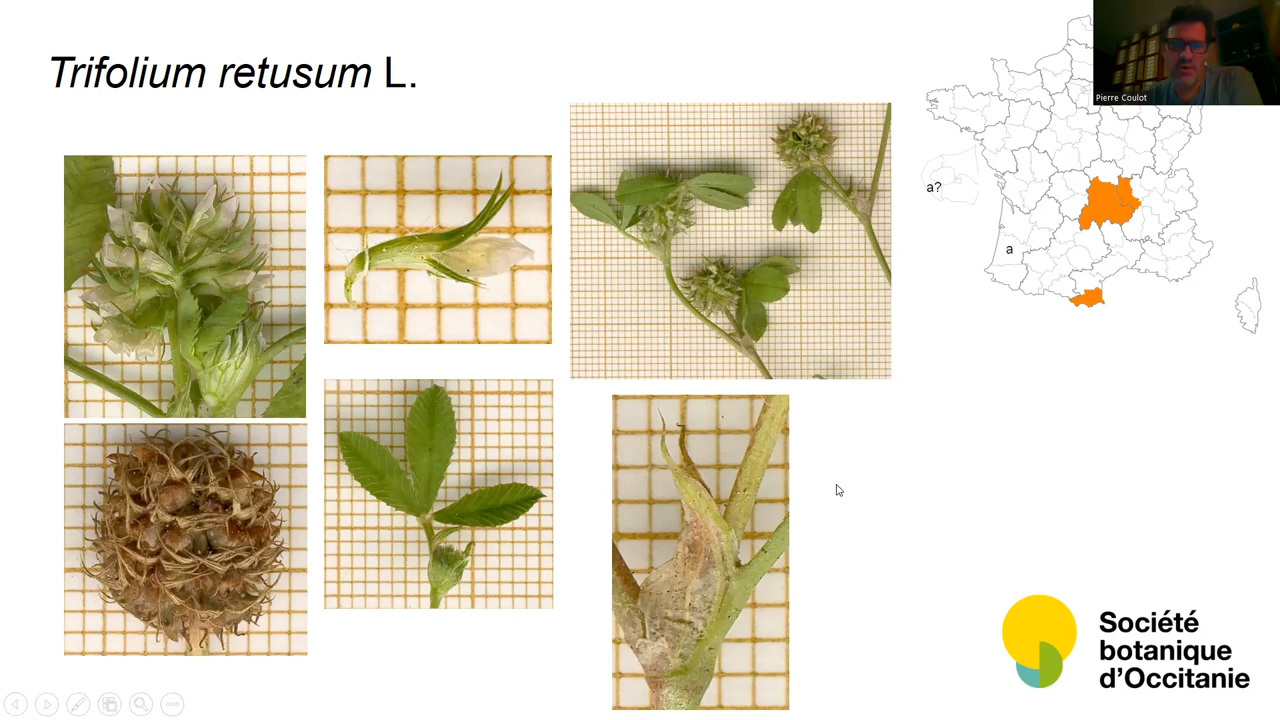 Trifolium retusum L.
Pierre Coulot
a?
a
Société
botanique
d'Occitanie